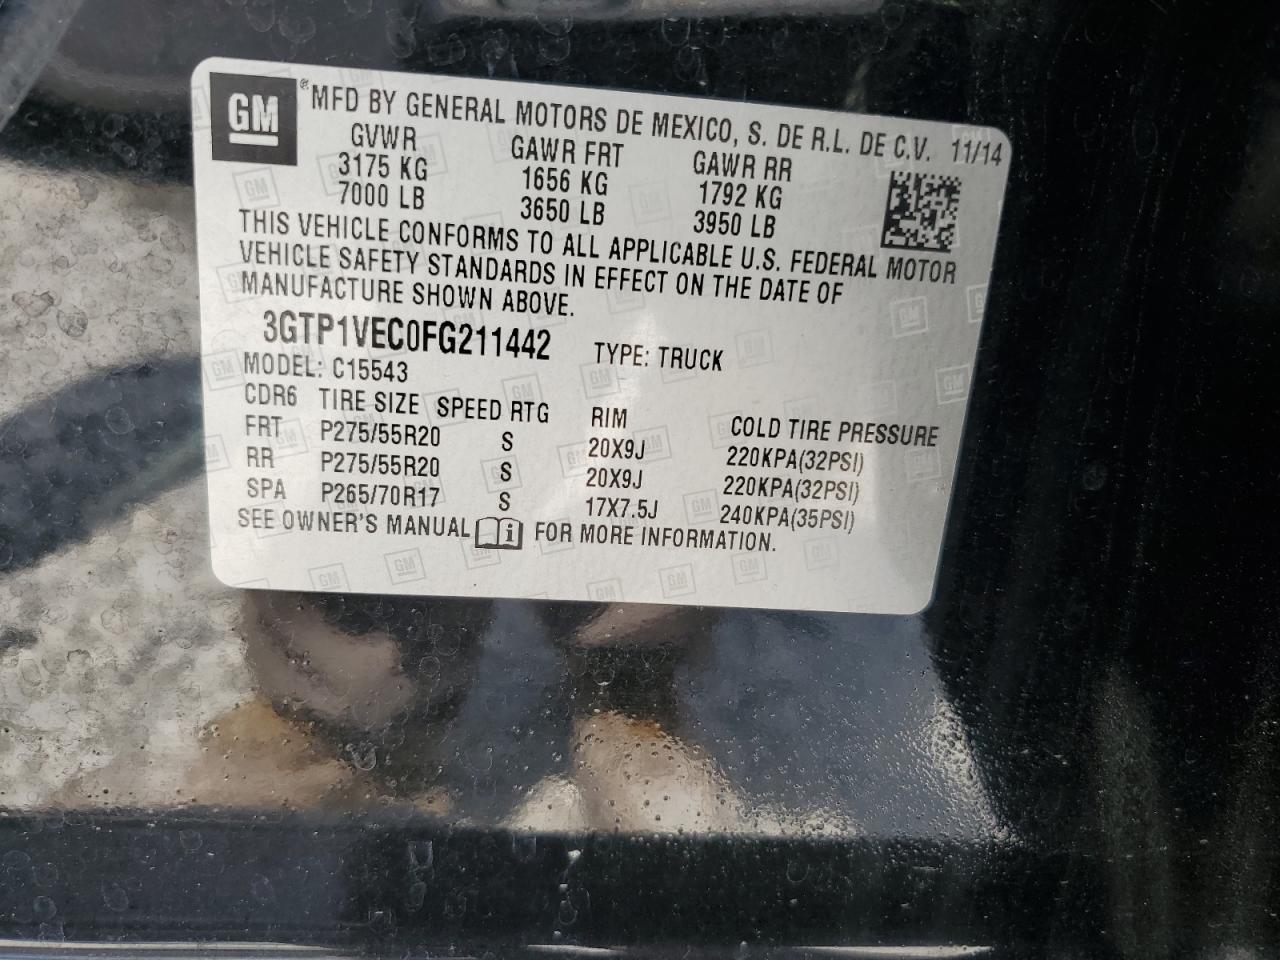 GM ® MFD BY GENERAL MOTORS DE MEXICO, S. DE R.L. DE C.V. 11/14
GVWR GAWR FRT GAWR RR
3175 KG 1656 KG 1792 KG
7000 LB 3650 LB 3950 LB
THIS VEHICLE CONFORMS TO ALL APPLICABLE U.S. FEDERAL MOTOR
VEHICLE SAFETY STANDARDS IN EFFECT ON THE DATE OF
MANUFACTURE SHOWN ABOVE.
3GTP1VEC0FG211442 TYPE: TRUCK
MODEL: C15543
CDR6 TIRE SIZE SPEED RTG RIM COLD TIRE PRESSURE
FRT P275/55R20 S 20X9J 220KPA(32PSI)
RR P275/55R20 S 20X9J 220KPA(32PSI)
SPA P265/70R17 S 17X7.5J 240KPA(35PSI)
SEE OWNER'S MANUAL i FOR MORE INFORMATION.